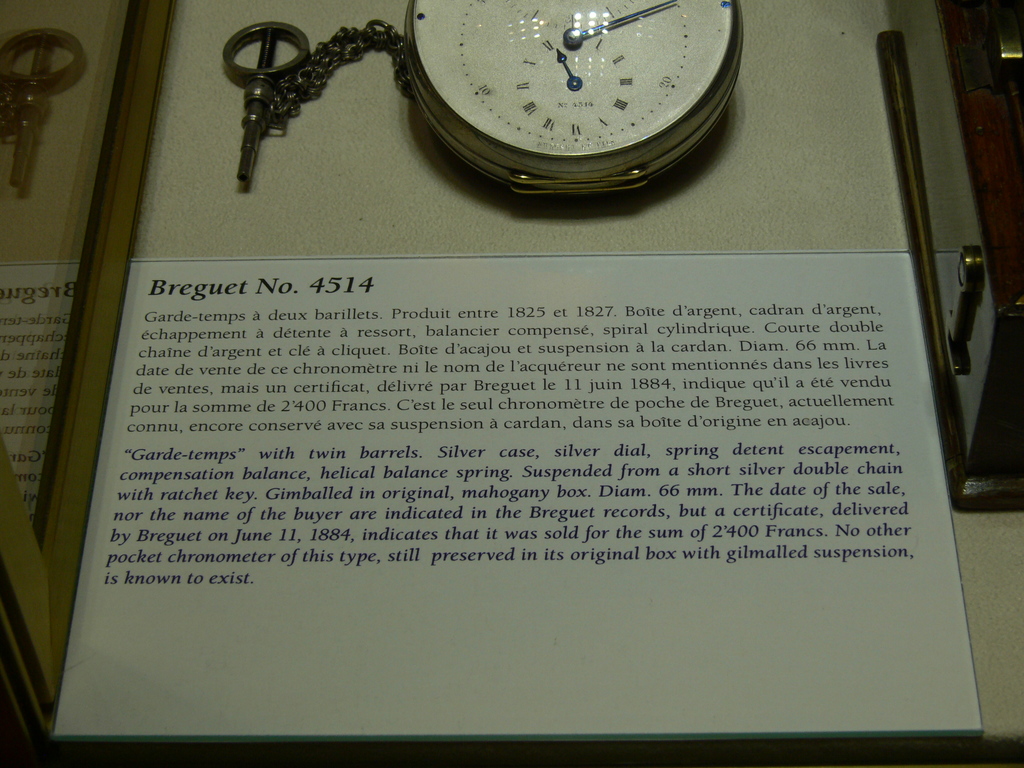 10
20
Nº 4514
Breguet No. 4514
Garde-temps à deux barillets. Produit entre 1825 et 1827. Boîte d'argent, cadran d'argent,
échappement à détente à ressort, balancier compensé, spiral cylindrique. Courte double
chaîne d'argent et clé à cliquet. Boîte d'acajou et suspension à la cardan. Diam. 66 mm. La
date de vente de ce chronomètre ni le nom de l'acquéreur ne sont mentionnés dans les livres
de ventes, mais un certificat, délivré par Breguet le 11 juin 1884, indique qu'il a été vendu
pour la somme de 2'400 Francs. C'est le seul chronomètre de poche de Breguet, actuellement
connu, encore conservé avec sa suspension à cardan, dans sa boîte d'origine en acajou.
"Garde-temps" with twin barrels. Silver case, silver dial, spring detent escapement,
compensation balance, helical balance spring. Suspended from a short silver double chain
with ratchet key. Gimballed in original, mahogany box. Diam. 66 mm. The date of the sale,
nor the name of the buyer are indicated in the Breguet records, but a certificate, delivered
by Breguet on June 11, 1884, indicates that it was sold for the sum of 2'400 Francs. No other
pocket chronometer of this type, still preserved in its original box with gilmalled suspension,
is known to exist.